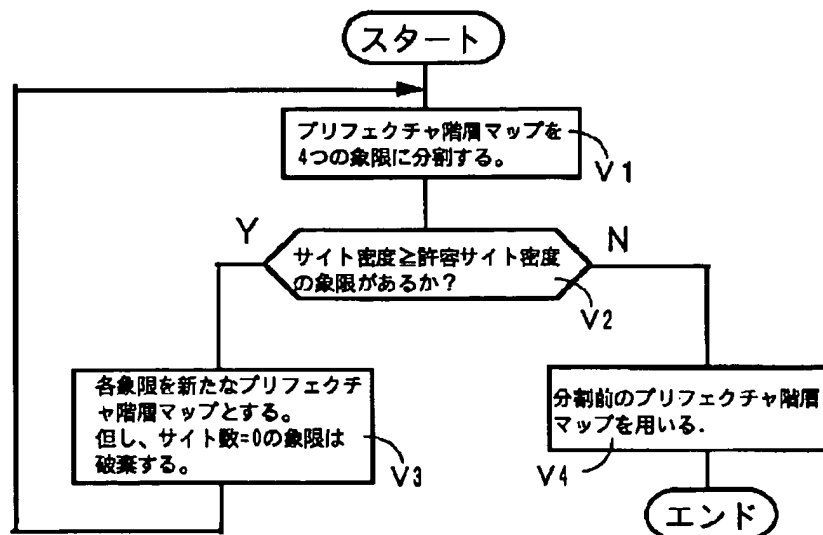 スタート
プリフェクチャ階層マップを
4つの象限に分割する。
V1
Y
N
サイト密度≧許容サイト密度
の象限があるか？
V2
各象限を新たなプリフェクチ
ャ階層マップとする。
但し、サイト数=0の象限は
破棄する。
V3
分割前のプリフェクチャ階層
マップを用いる.
V4
エンド